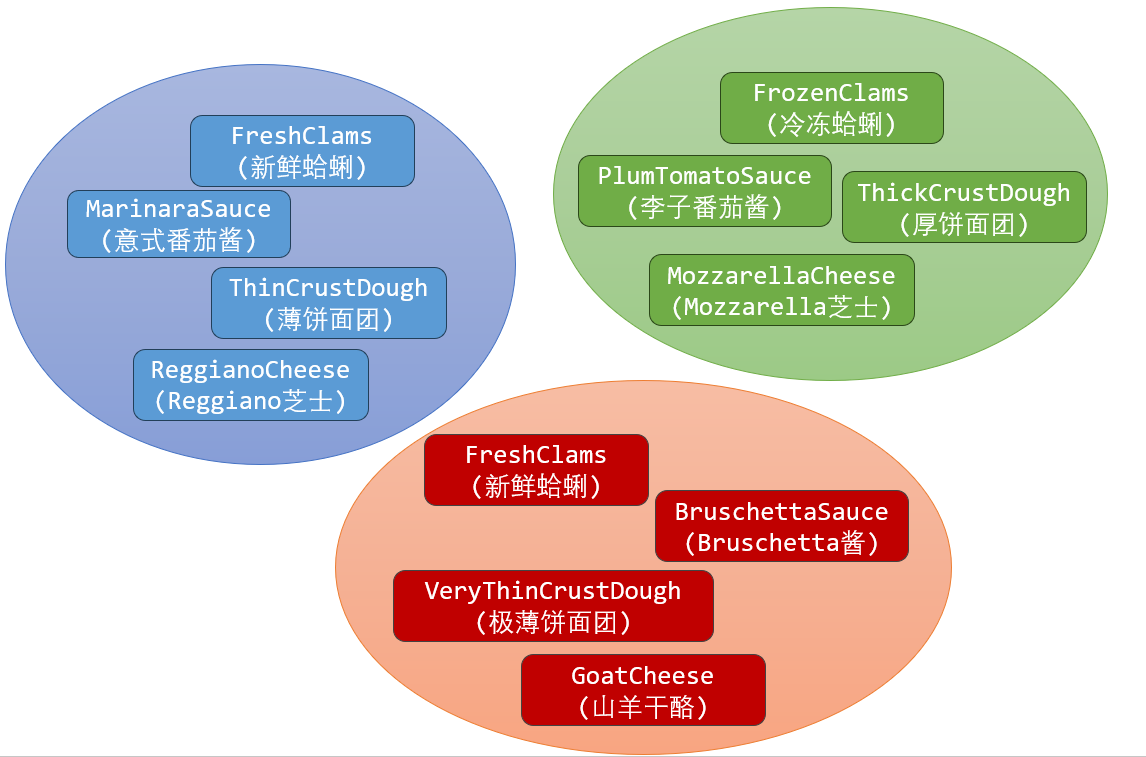 FreshClams
(新鲜蛤蜊)
MarinaraSauce
(意式番茄酱)
ThinCrustDough
(薄饼面团)
ReggianoCheese
(Reggiano芝士)
FrozenClams
(冷冻蛤蜊)
PlumTomatoSauce
(李子番茄酱)
ThickCrustDough
(厚饼面团)
MozzarellaCheese
(Mozzarella芝士)
FreshClams
(新鲜蛤蜊)
BruschettaSauce
(Bruschetta酱)
VeryThinCrustDough
(极薄饼面团)
GoatCheese
(山羊干酪)